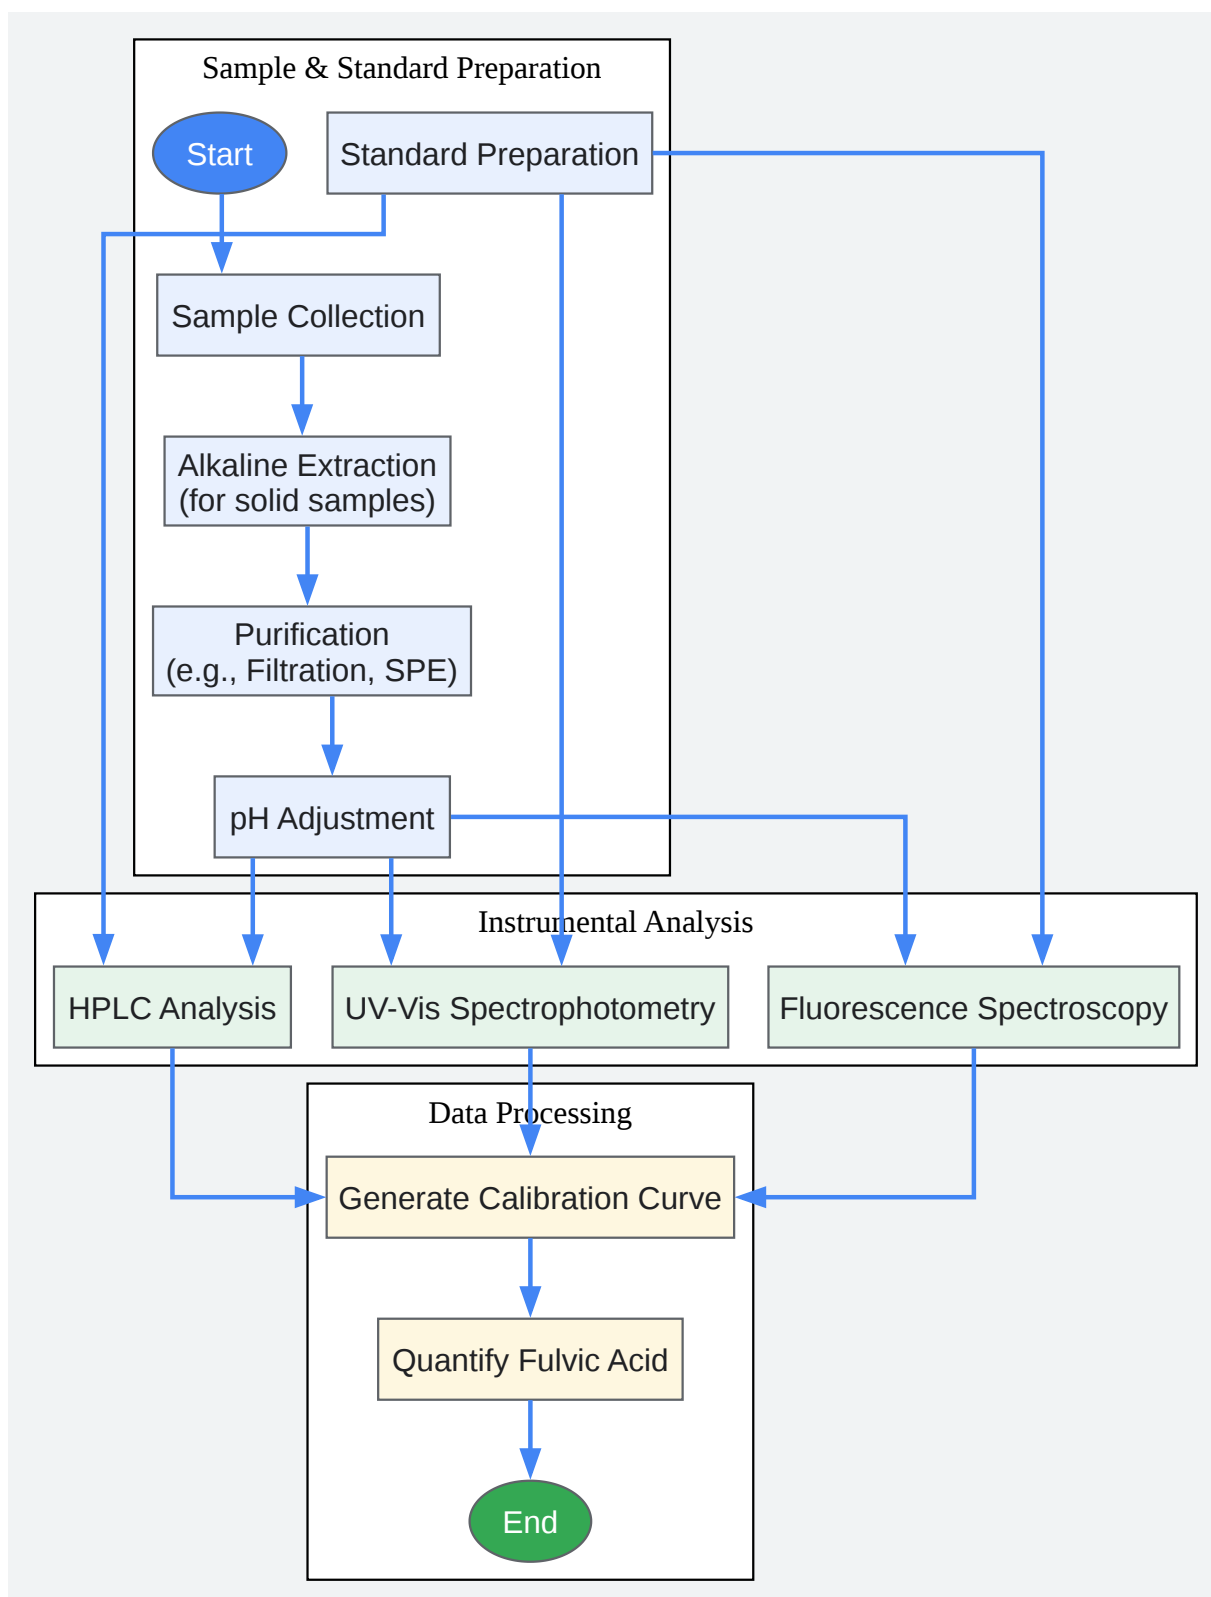 Sample & Standard Preparation
Start
Standard Preparation
Sample Collection
Alkaline Extraction
(for solid samples)
Purification
(e.g., Filtration, SPE)
pH Adjustment
Instrumental Analysis
HPLC Analysis
UV-Vis Spectrophotometry
Fluorescence Spectroscopy
Data Processing
Generate Calibration Curve
Quantify Fulvic Acid
End